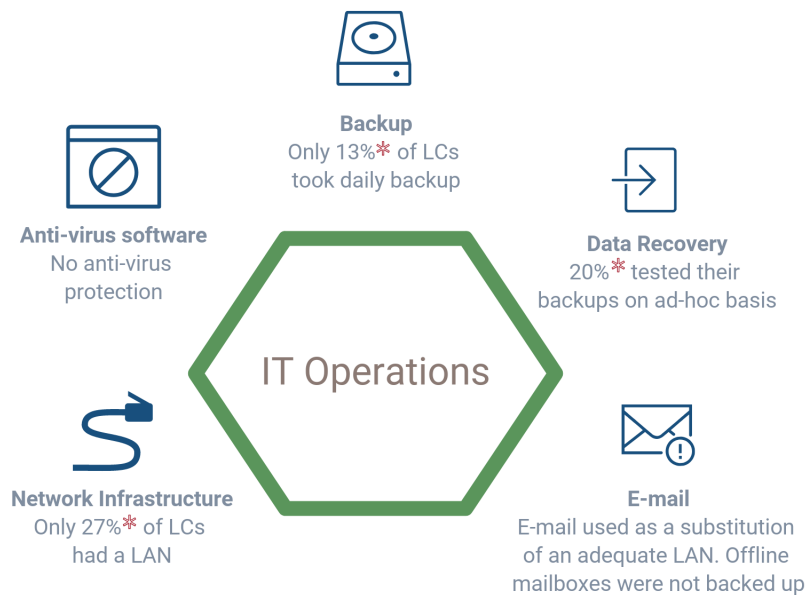 Backup
Only 13%* of LCs
took daily backup
Anti-virus software
No anti-virus
protection
Data Recovery
20%* tested their
backups on ad-hoc basis
IT Operations
Network Infrastructure
Only 27%* of LCs
had a LAN
E-mail
E-mail used as a substitution
of an adequate LAN. Offline
mailboxes were not backed up